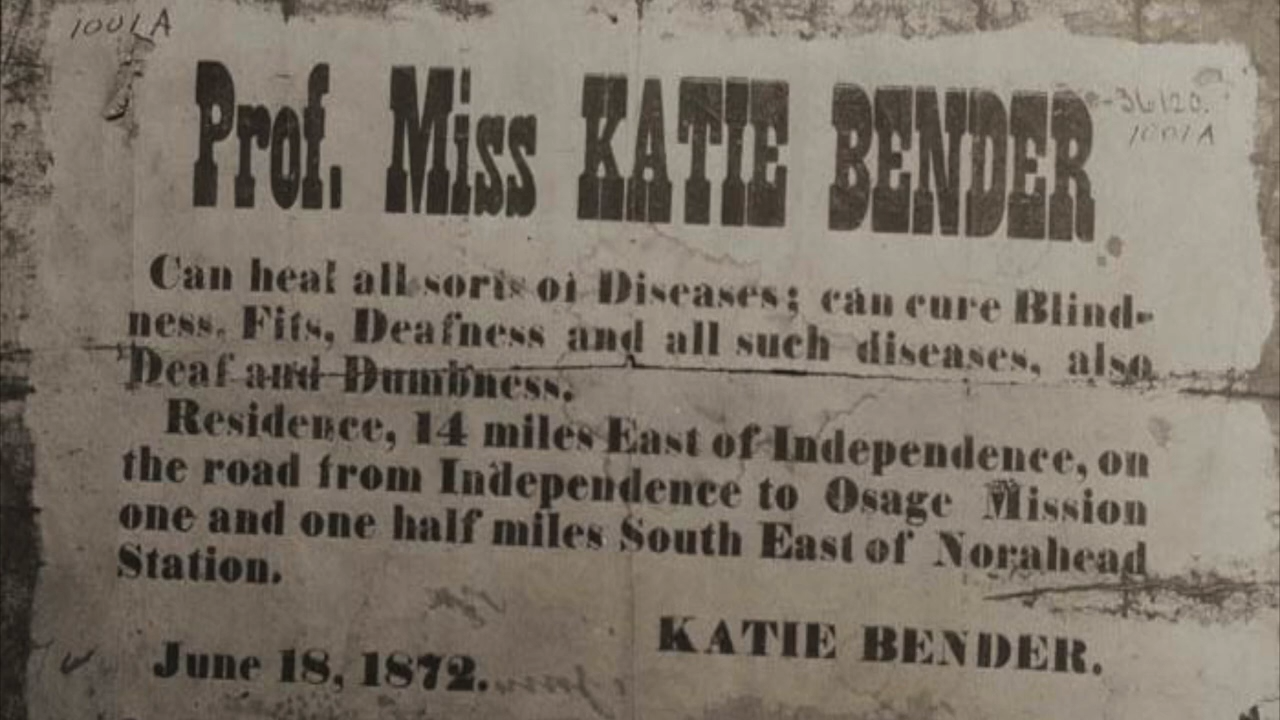 1001A
Prof. Miss KATIE BENDER
36120.
1001A
Can heal all sorts of Diseases; can cure Blind-
ness, Fits, Deafness and all such diseases, also
Deaf and Dumbness.
Residence, 14 miles East of Independence, on
the road from Independence to Osage Mission
one and one half miles South East of Norahead
Station.
KATIE BENDER.
June 18, 1872.